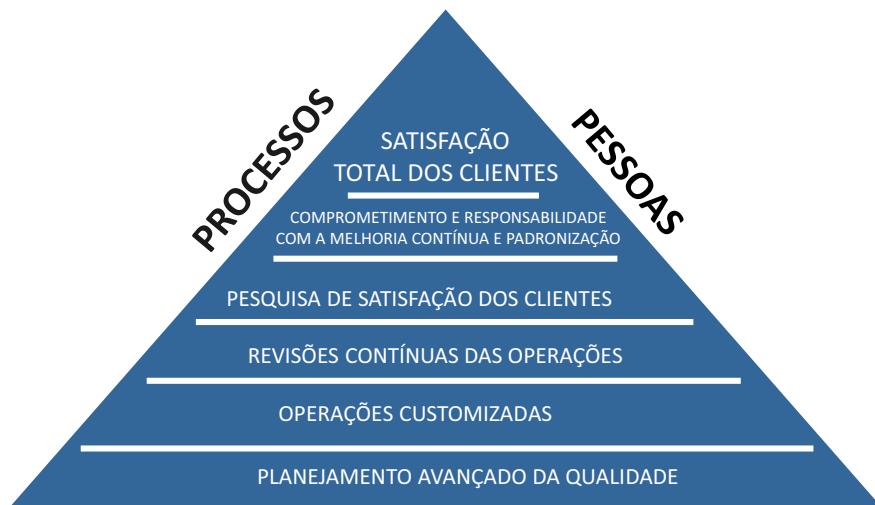 PROCESSOS
PESSOAS
SATISFAÇÃO
TOTAL DOS CLIENTES
COMPROMETIMENTO E RESPONSABILIDADE
COM A MELHORIA CONTÍNUA E PADRONIZAÇÃO
PESQUISA DE SATISFAÇÃO DOS CLIENTES
REVISÕES CONTÍNUAS DAS OPERAÇÕES
OPERAÇÕES CUSTOMIZADAS
PLANEJAMENTO AVANÇADO DA QUALIDADE